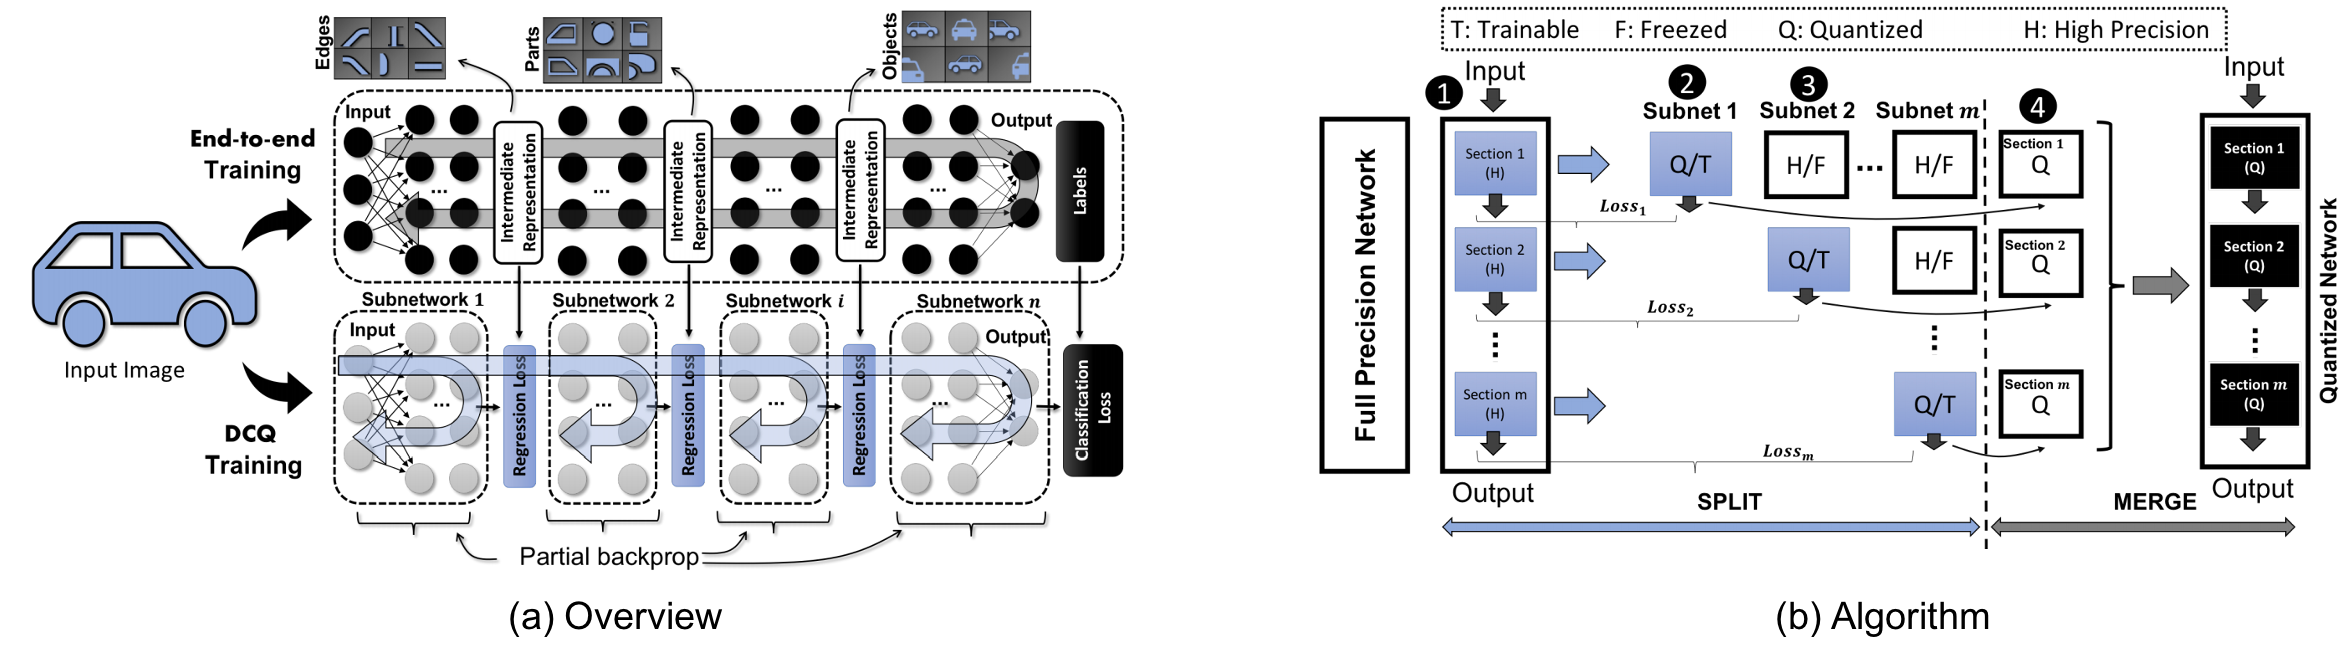 Edges
Parts
Objects
End-to-end
Training
Input
Output
Intermediate
Representation
Intermediate
Representation
Intermediate
Representation
Labels
...
...
...
...
Input Image
DCQ
Training
Subnetwork 1
Subnetwork 2
Subnetwork i
Subnetwork n
Input
Output
...
...
...
...
Regression Loss
Regression Loss
Regression Loss
Classification
Loss
Partial backprop
(a) Overview
T: Trainable F: Freezed Q: Quantized H: High Precision
Full Precision Network
1
Input
Section 1
(H)
Section 2
(H)
Section m
(H)
Output
2
Subnet 1
3
Subnet 2
Subnet m
4
Q/T
H/F
...
H/F
Section 1
Q
Loss1
Q/T
H/F
Section 2
Q
Loss2
Q/T
Section m
Q
Lossm
SPLIT
MERGE
Input
Section 1
(Q)
Section 2
(Q)
Section m
(Q)
Output
Quantized Network
(b) Algorithm